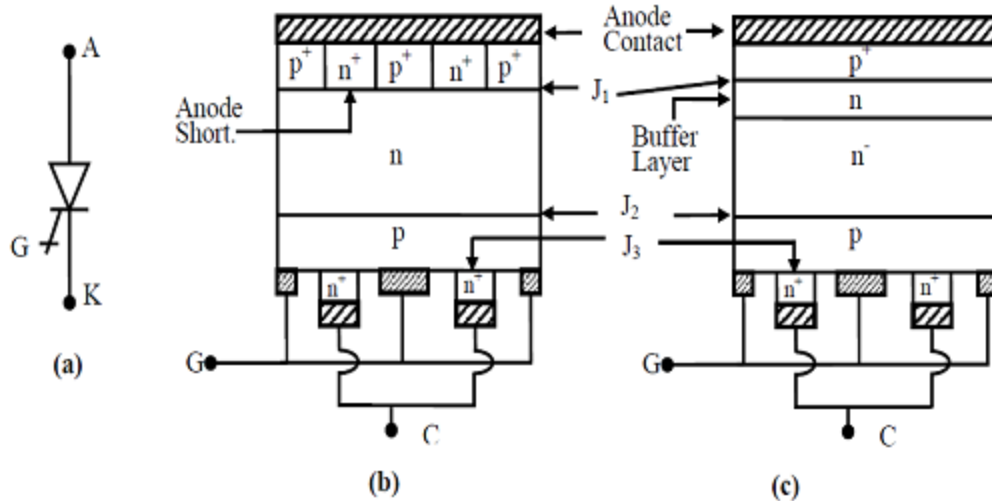 A
G
K
(a)
Anode
Contact
p+ n+ p+ n+ p+
J1
Anode
Short.
n
J2
p
J3
n+ n+
G
C
(b)
p+
n
Buffer
Layer
n-
p
n+ n+
G
C
(c)